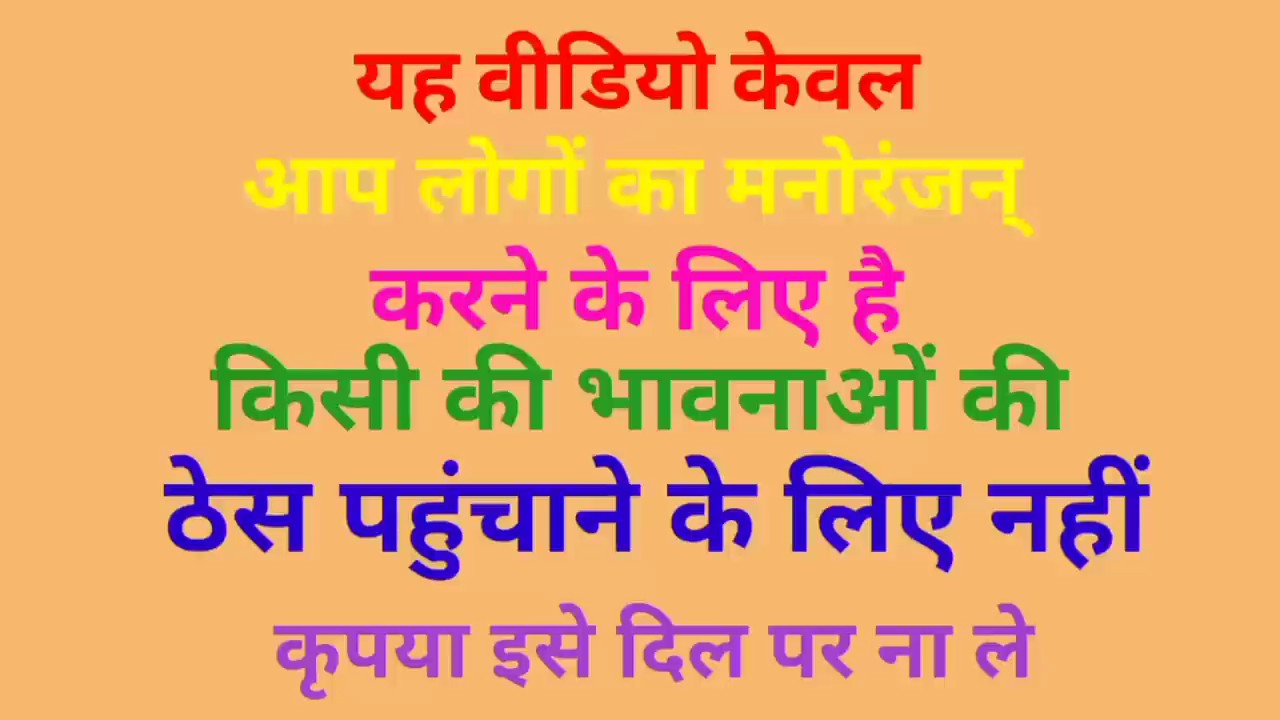 यह वीडियो केवल
आप लोगों का मनोरंजन्
करने के लिए है
किसी की भावनाओं की
ठेस पहुंचाने के लिए नहीं
कृपया इसे दिल पर ना ले